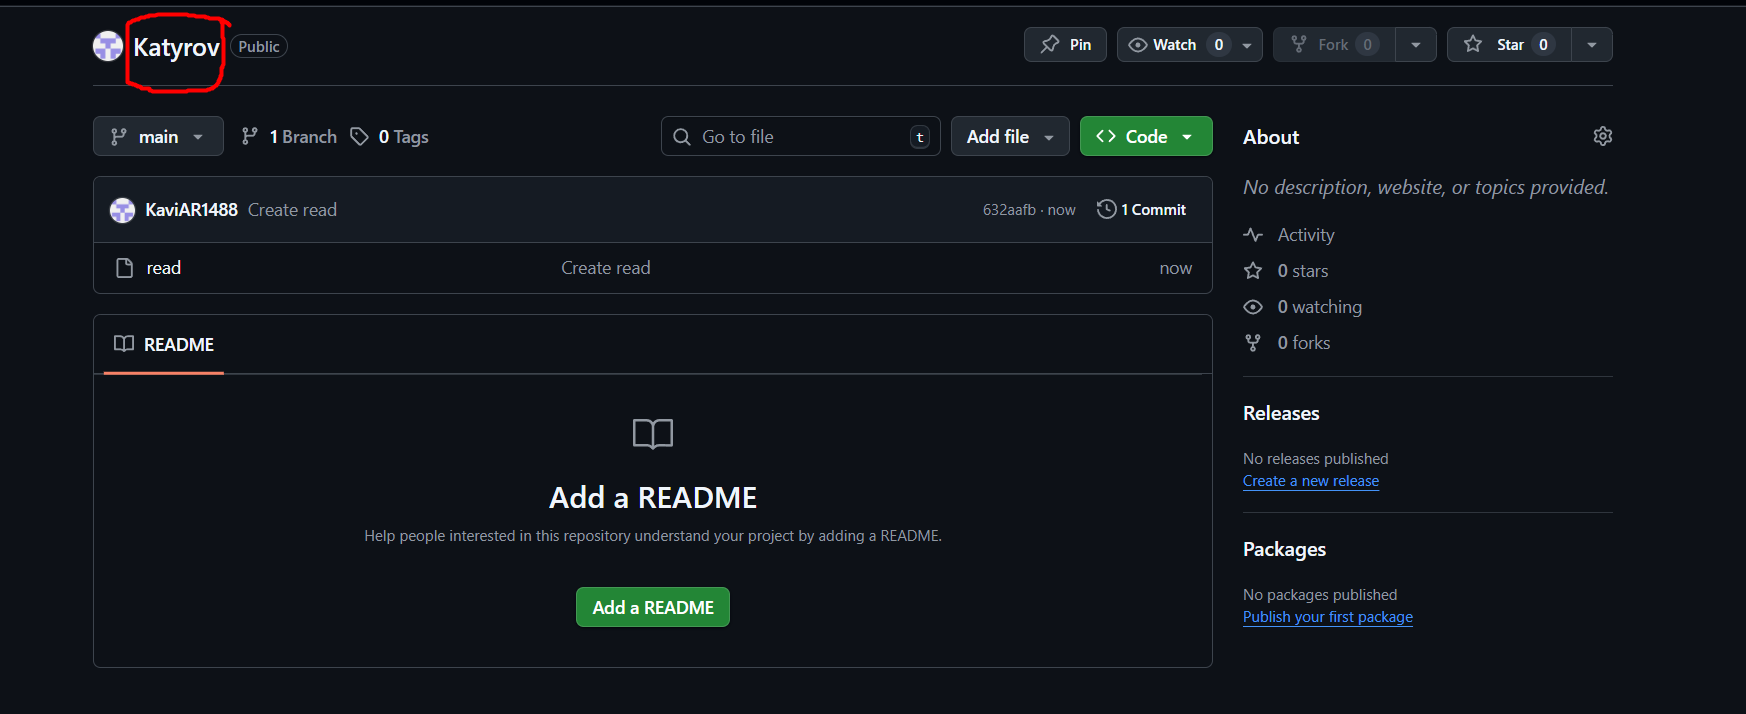 Katyrov Public
Pin
Watch 0
Fork 0
Star 0
main
1 Branch
0 Tags
Go to file t
Add file
Code
KaviAR1488 Create read 632aafb · now 1 Commit
read Create read now
README
Add a README
Help people interested in this repository understand your project by adding a README.
Add a README
About
No description, website, or topics provided.
Activity
0 stars
0 watching
0 forks
Releases
No releases published
Create a new release
Packages
No packages published
Publish your first package